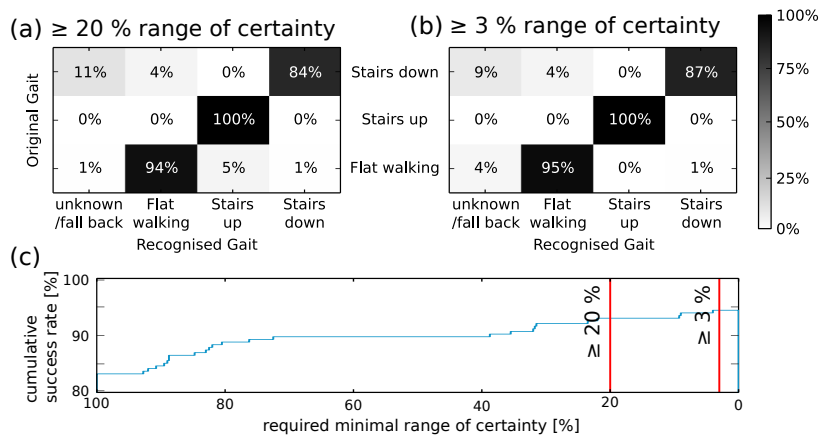 (a) ≥ 20 % range of certainty
(b) ≥ 3 % range of certainty
Original Gait
11% 4% 0% 84%
0% 0% 100% 0%
1% 94% 5% 1%
unknown /fall back
Flat walking
Stairs up
Stairs down
Recognised Gait
Stairs down
Stairs up
Flat walking
9% 4% 0% 87%
0% 0% 100% 0%
4% 95% 0% 1%
unknown /fall back
Flat walking
Stairs up
Stairs down
Recognised Gait
100%
75%
50%
25%
0%
(c)
cumulative
success rate [%]
100
90
80
≥ 20 %
≥ 3 %
100 80 60 40 20 0
required minimal range of certainty [%]